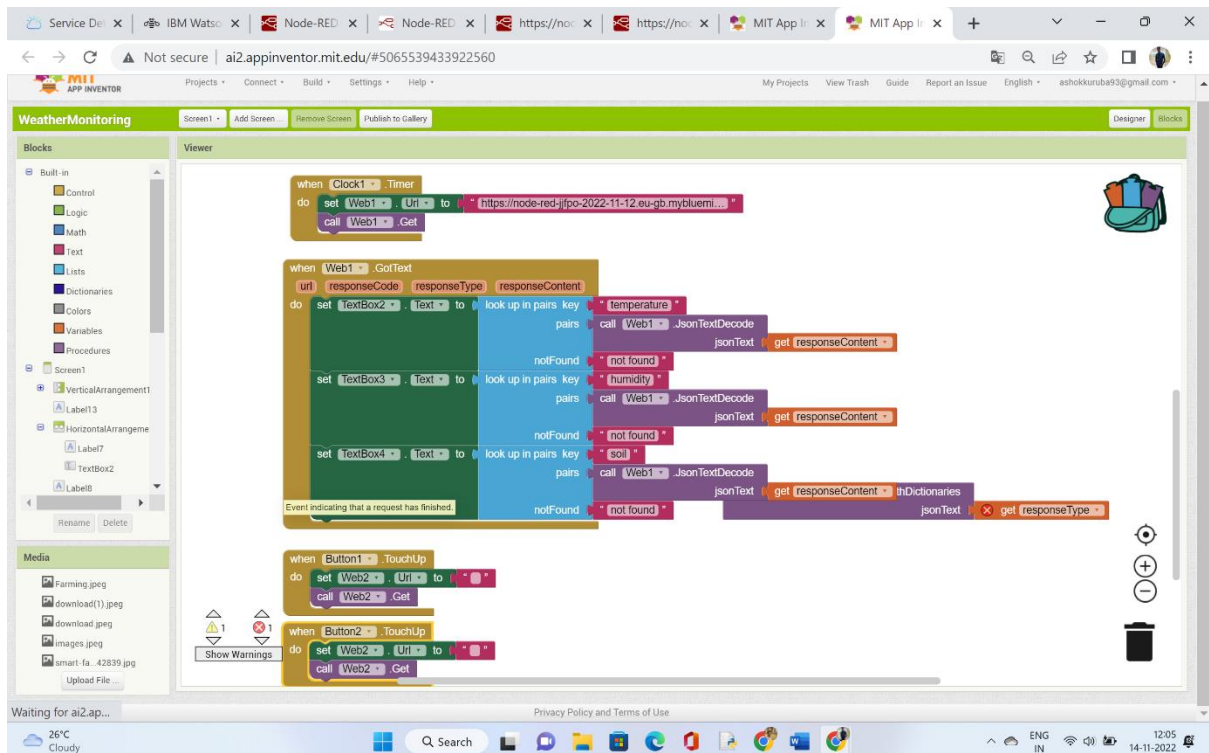 Service De
IBM Watso
Node-RED
Node-RED
https://noc
https://no
MIT App In
MIT App In
Not secure | ai2.appinventor.mit.edu/#5065539433922560
MIT
APP INVENTOR
Projects
Connect
Build
Settings
Help
My Projects
View Trash
Guide
Report an Issue
English
ashokkuruba93@gmail.com
WeatherMonitoring
Screen1
Add Screen ...
Remove Screen
Publish to Gallery
Designer
Blocks
Blocks
Viewer
Built-in
Control
Logic
Math
Text
Lists
Dictionaries
Colors
Variables
Procedures
Screen1
VerticalArrangement1
Label13
HorizontalArrangeme
Label7
TextBox2
Label8
Rename
Delete
Media
Farming.jpeg
download(1).jpeg
download.jpeg
images.jpeg
smart-fa...42839.jpg
Upload File ...
when Clock1 .Timer
do set Web1 . Url to " https://node-red-jjfpo-2022-11-12.eu-gb.mybluemi... "
call Web1 .Get
when Web1 .GotText
url responseCode responseType responseContent
do set TextBox2 . Text to look up in pairs key " temperature "
pairs call Web1 .JsonTextDecode
jsonText get responseContent
notFound " not found "
set TextBox3 . Text to look up in pairs key " humidity "
pairs call Web1 .JsonTextDecode
jsonText get responseContent
notFound " not found "
set TextBox4 . Text to look up in pairs key " soil "
pairs call Web1 .JsonTextDecode
jsonText get responseContent thDictionaries
Event indicating that a request has finished.
notFound " not found "
jsonText get responseType
when Button1 .TouchUp
do set Web2 . Url to " "
call Web2 .Get
when Button2 .TouchUp
do set Web2 . Url to " "
call Web2 .Get
1
1
Show Warnings
Waiting for ai2.ap...
Privacy Policy and Terms of Use
26°C
Cloudy
Search
ENG
IN
12:05
14-11-2022